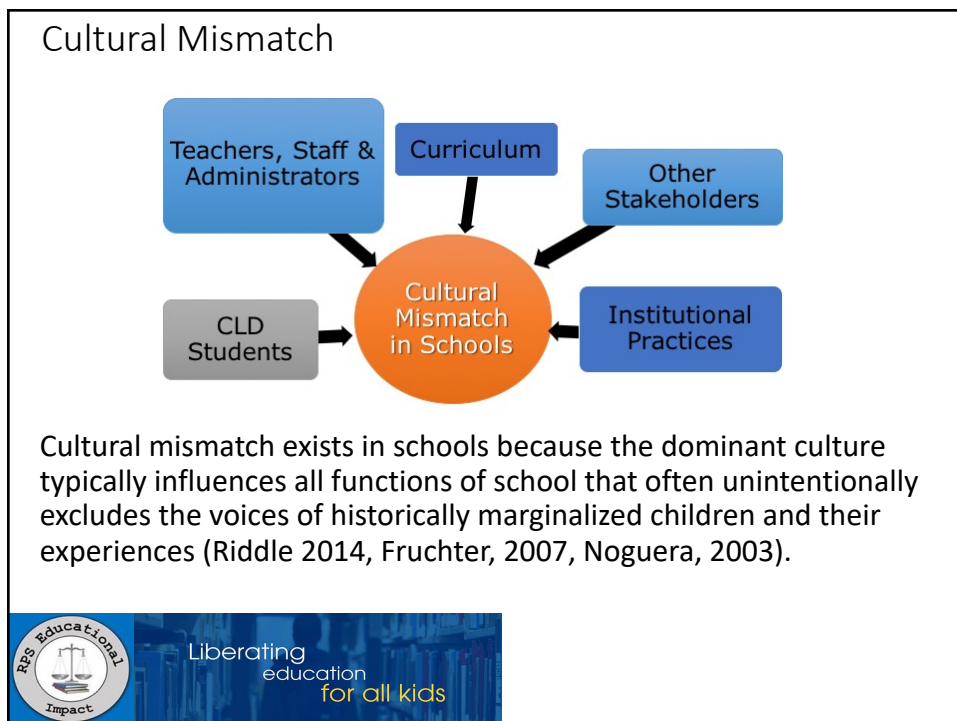 Cultural Mismatch
Teachers, Staff &
Administrators
Curriculum
Other
Stakeholders
CLD
Students
Cultural
Mismatch
in Schools
Institutional
Practices
Cultural mismatch exists in schools because the dominant culture
typically influences all functions of school that often unintentionally
excludes the voices of historically marginalized children and their
experiences (Riddle 2014, Fruchter, 2007, Noguera, 2003).
RPS Educational
Impact
Liberating
education
for all kids